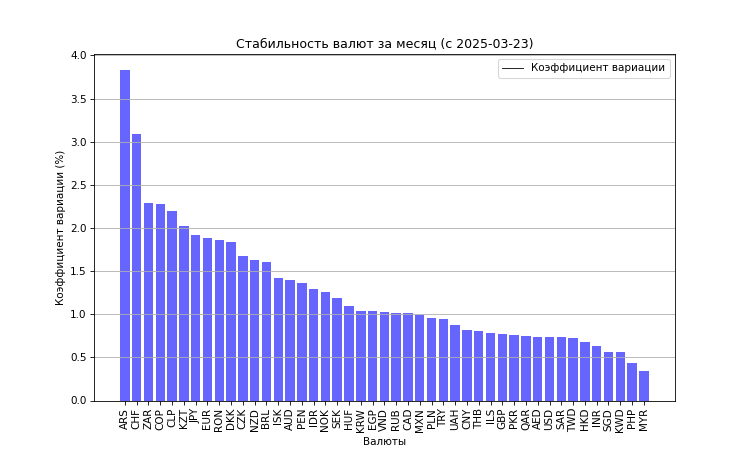 Стабильность валют за месяц (с 2025-03-23)
Коэффициент вариации
Коэффициент вариации (%)
4.0
3.5
3.0
2.5
2.0
1.5
1.0
0.5
0.0
ARS CHF ZAR COP CLP KZT JPY EUR RON DKK CZK NZD BRL ISK AUD PEN IDR NOK SEK HUF KRW EGP VND RUB CAD MXN PLN TRY UAH CNY THB ILS GBP PKR QAR AED USD SAR TWD HKD INR SGD KWD PHP MYR
Валюты